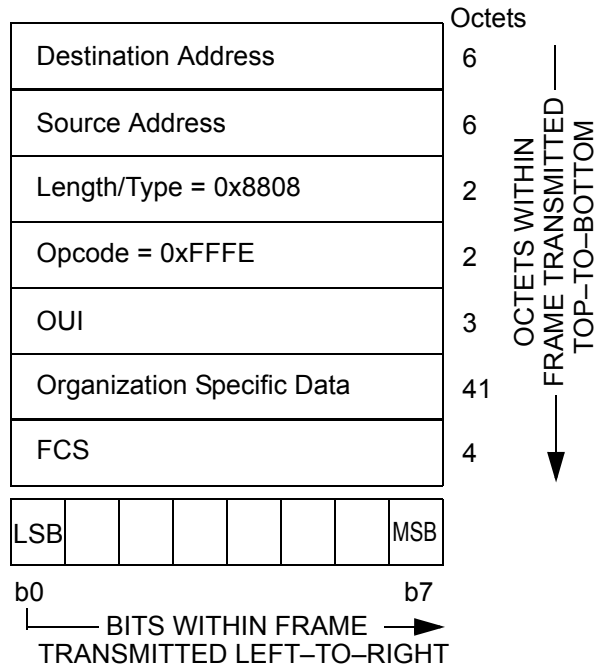 Octets
Destination Address 6
Source Address 6
Length/Type = 0x8808 2
Opcode = 0xFFFE 2
OUI 3
Organization Specific Data 41
FCS 4
OCTETS WITHIN
FRAME TRANSMITTED
TOP–TO–BOTTOM
LSB MSB
b0 b7
BITS WITHIN FRAME
TRANSMITTED LEFT–TO–RIGHT